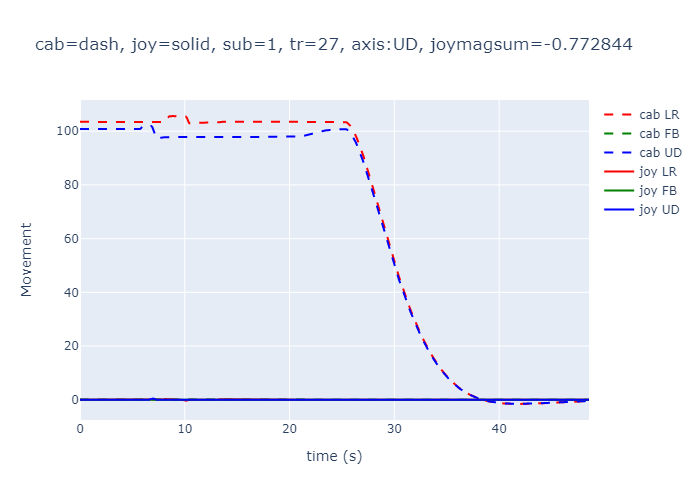 cab=dash, joy=solid, sub=1, tr=27, axis:UD, joymagsum=-0.772844
cab LR
cab FB
cab UD
joy LR
joy FB
joy UD
Movement
100
80
60
40
20
0
0 10 20 30 40
time (s)